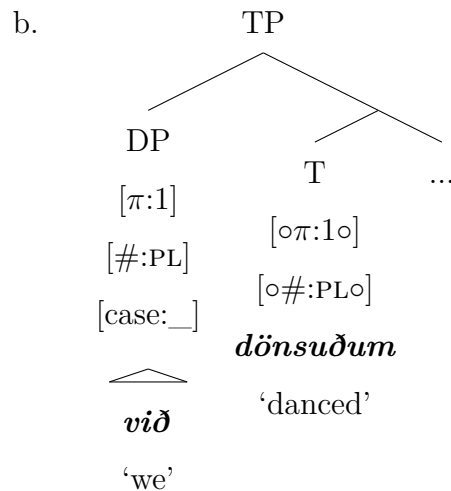 b. TP
DP T ...
[π:1] [∘π:1∘]
[#:PL] [∘#:PL∘]
[case:_] dönsuðum
við ‘danced’
‘we’